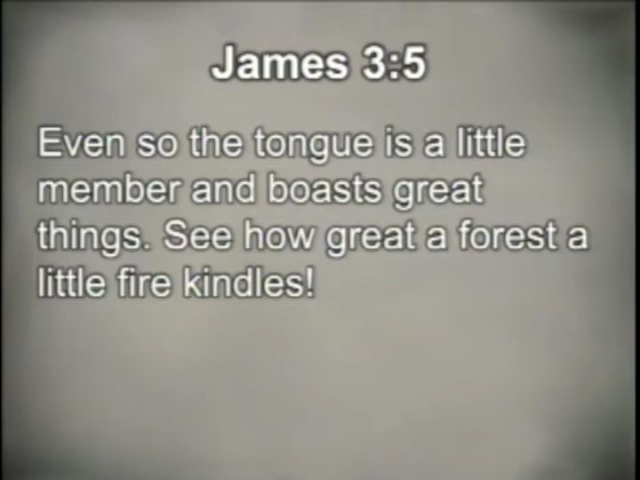 James 3:5
Even so the tongue is a little
member and boasts great
things. See how great a forest a
little fire kindles!